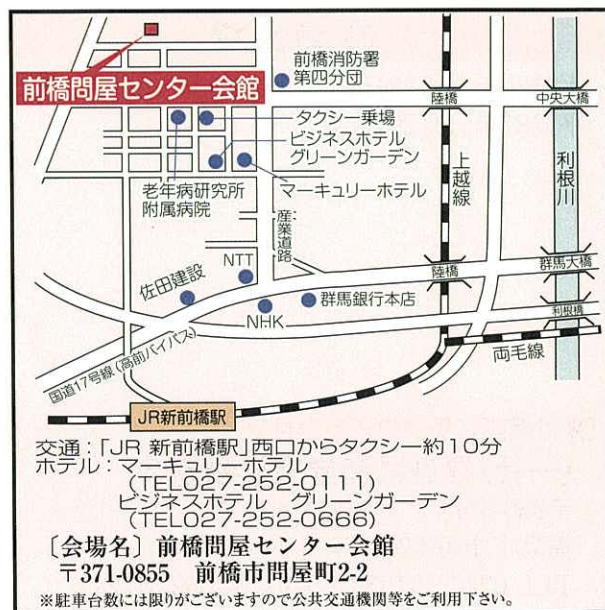 前橋問屋センター会館
前橋消防署
第四分団
陸橋
中央大橋
タクシー乗場
ビジネスホテル
グリーンガーデン
上越線
利根川
老年病研究所
附属病院
マーキュリーホテル
産業道路
NTT
佐田建設
陸橋
群馬大橋
群馬銀行本店
NHK
利根橋
両毛線
国道17号線(高前バイパス)
JR新前橋駅
交通:「JR 新前橋駅」西口からタクシー約10分
ホテル:マーキュリーホテル
(TEL027-252-0111)
ビジネスホテル グリーンガーデン
(TEL027-252-0666)
〔会場名〕前橋問屋センター会館
〒371-0855 前橋市問屋町2-2
※駐車台数には限りがございますので公共交通機関等をご利用下さい。